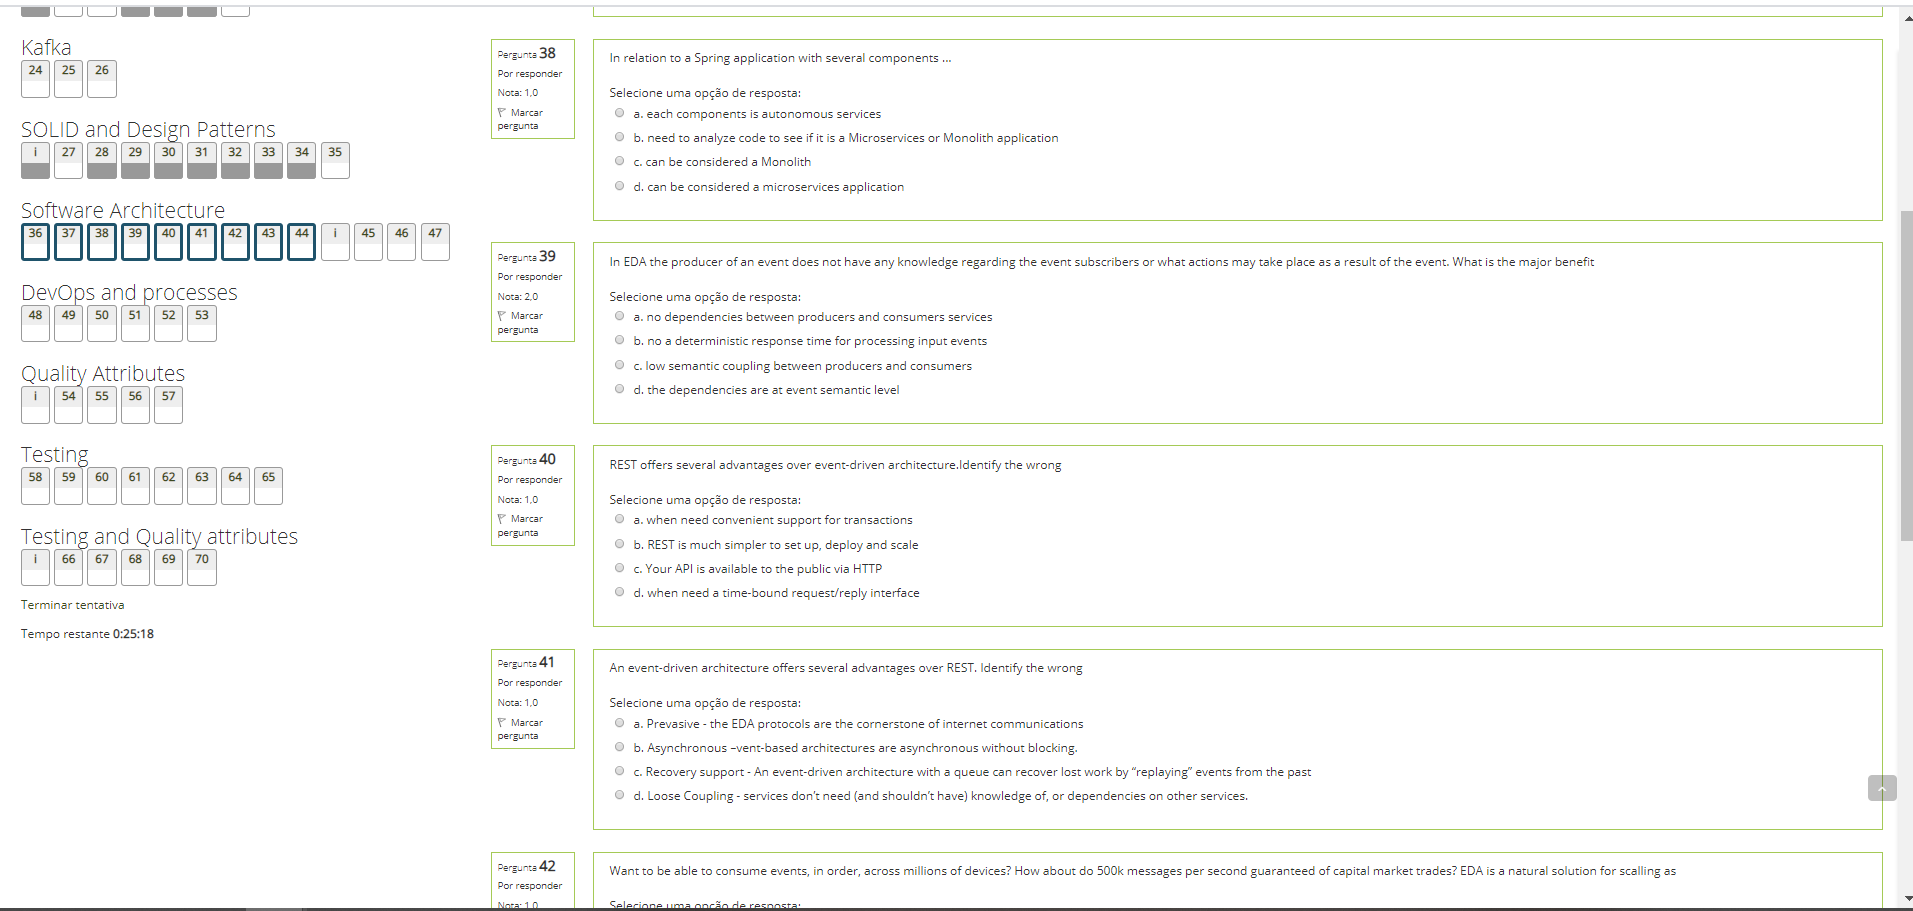 Kafka
24 25 26
SOLID and Design Patterns
i 27 28 29 30 31 32 33 34 35
Software Architecture
36 37 38 39 40 41 42 43 44 i 45 46 47
DevOps and processes
48 49 50 51 52 53
Quality Attributes
i 54 55 56 57
Testing
58 59 60 61 62 63 64 65
Testing and Quality attributes
i 66 67 68 69 70
Terminar tentativa
Tempo restante 0:25:18
Pergunta 38
Por responder
Nota: 1,0
Marcar
pergunta
In relation to a Spring application with several components ...
Selecione uma opção de resposta:
a. each components is autonomous services
b. need to analyze code to see if it is a Microservices or Monolith application
c. can be considered a Monolith
d. can be considered a microservices application
Pergunta 39
Por responder
Nota: 2,0
Marcar
pergunta
In EDA the producer of an event does not have any knowledge regarding the event subscribers or what actions may take place as a result of the event. What is the major benefit
Selecione uma opção de resposta:
a. no dependencies between producers and consumers services
b. no a deterministic response time for processing input events
c. low semantic coupling between producers and consumers
d. the dependencies are at event semantic level
Pergunta 40
Por responder
Nota: 1,0
Marcar
pergunta
REST offers several advantages over event-driven architecture.Identify the wrong
Selecione uma opção de resposta:
a. when need convenient support for transactions
b. REST is much simpler to set up, deploy and scale
c. Your API is available to the public via HTTP
d. when need a time-bound request/reply interface
Pergunta 41
Por responder
Nota: 1,0
Marcar
pergunta
An event-driven architecture offers several advantages over REST. Identify the wrong
Selecione uma opção de resposta:
a. Prevasive - the EDA protocols are the cornerstone of internet communications
b. Asynchronous –vent-based architectures are asynchronous without blocking.
c. Recovery support - An event-driven architecture with a queue can recover lost work by “replaying” events from the past
d. Loose Coupling - services don’t need (and shouldn’t have) knowledge of, or dependencies on other services.
Pergunta 42
Por responder
Nota: 1,0
Want to be able to consume events, in order, across millions of devices? How about do 500k messages per second guaranteed of capital market trades? EDA is a natural solution for scalling as
Selecione uma opção de resposta: